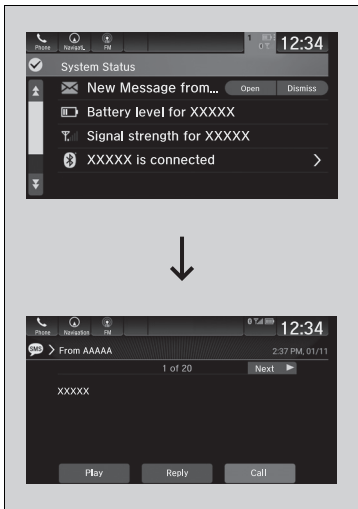 Phone Navigati.. FM 1 12:34
System Status
New Message from... Open Dismiss
Battery level for XXXXX
Signal strength for XXXXX
XXXXX is connected
Phone Navigation FM 12:34
SMS From AAAAA 2:37 PM, 01/11
1 of 20 Next
XXXXX
Play Reply Call